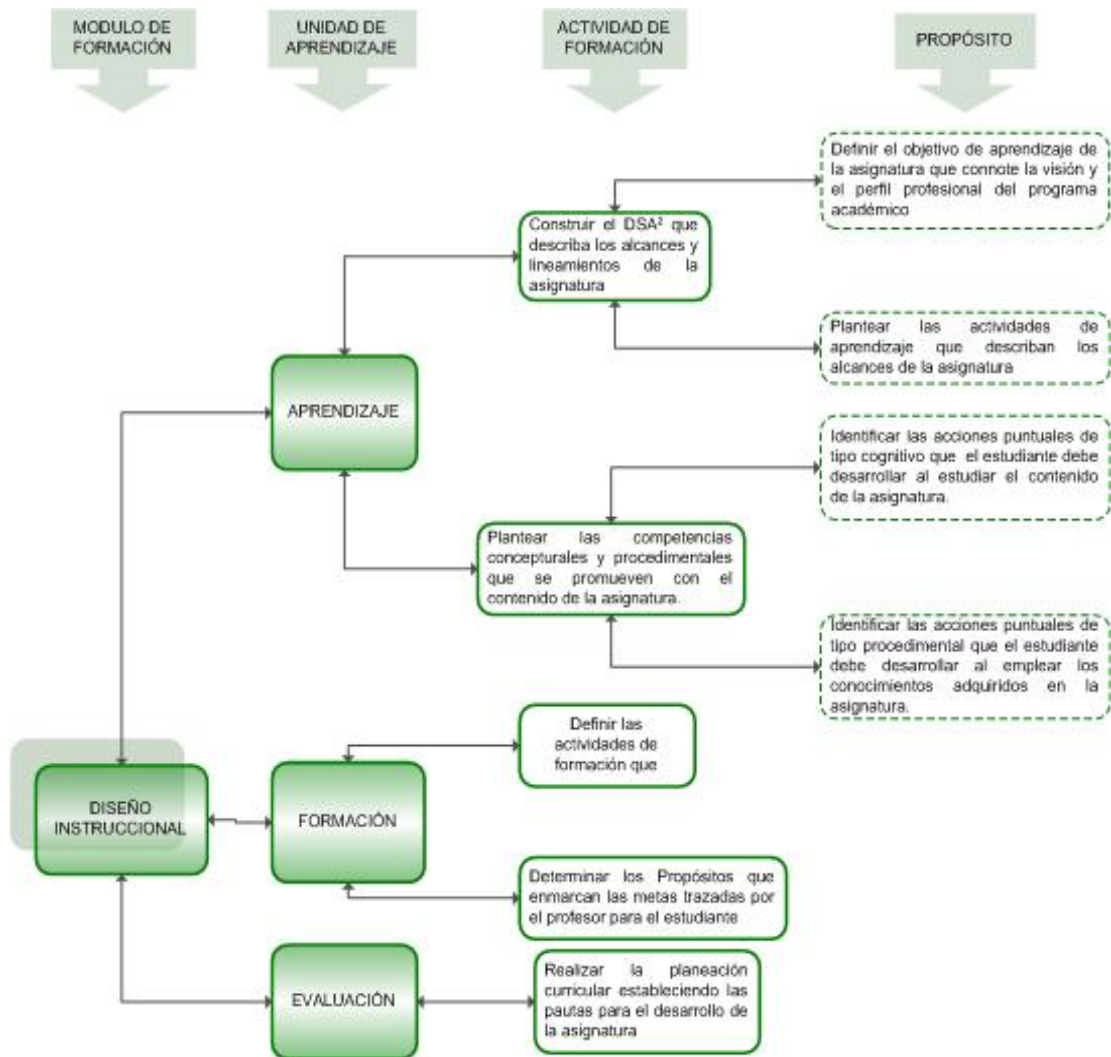 MODULO DE
FORMACIÓN
UNIDAD DE
APRENDIZAJE
ACTIVIDAD DE
FORMACIÓN
PROPÓSITO
Definir el objetivo de aprendizaje de
la asignatura que connote la visión y
el perfil profesional del programa
académico
Construir el DSA² que
describa los alcances y
lineamientos de la
asignatura
Plantear las actividades de
aprendizaje que describan los
alcances de la asignatura
APRENDIZAJE
Identificar las acciones puntuales de
tipo cognitivo que el estudiante debe
desarrollar al estudiar el contenido
de la asignatura.
Plantear las competencias
concepturales y procedimentales
que se promueven con el
contenido de la asignatura.
Identificar las acciones puntuales de
tipo procedimental que el estudiante
debe desarrollar al emplear los
conocimientos adquiridos en la
asignatura.
Definir las
actividades de
formación que
DISEÑO
INSTRUCCIONAL
FORMACIÓN
Determinar los Propósitos que
enmarcan las metas trazadas por
el profesor para el estudiante
EVALUACIÓN
Realizar la planeación
curricular estableciendo las
pautas para el desarrollo de
la asignatura